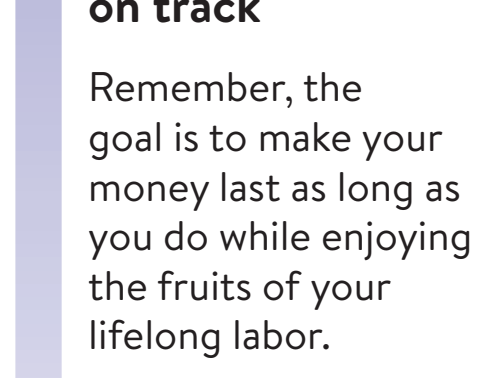 on track
Remember, the
goal is to make your
money last as long as
you do while enjoying
the fruits of your
lifelong labor.